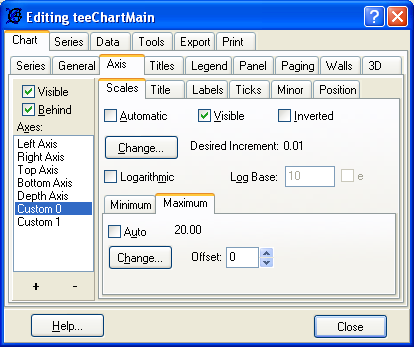 Editing teeChartMain
Chart Series Data Tools Export Print
Series General Axis Titles Legend Panel Paging Walls 3D
Visible
Behind
Axes:
Left Axis
Right Axis
Top Axis
Bottom Axis
Depth Axis
Custom 0
Custom 1
+ -
Scales Title Labels Ticks Minor Position
Automatic Visible Inverted
Change... Desired Increment: 0.01
Logarithmic Log Base: 10 e
Minimum Maximum
Auto 20.00
Change... Offset: 0
Help... Close